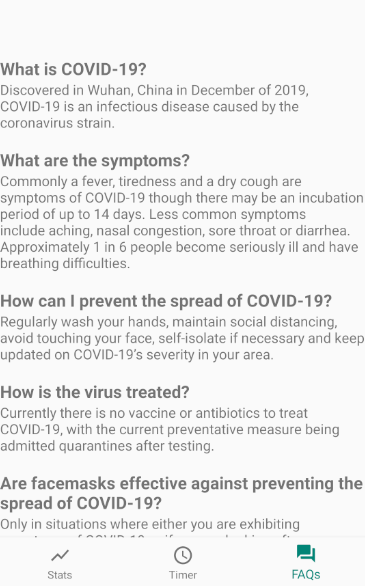 What is COVID-19?
Discovered in Wuhan, China in December of 2019,
COVID-19 is an infectious disease caused by the
coronavirus strain.
What are the symptoms?
Commonly a fever, tiredness and a dry cough are
symptoms of COVID-19 though there may be an incubation
period of up to 14 days. Less common symptoms
include aching, nasal congestion, sore throat or diarrhea.
Approximately 1 in 6 people become seriously ill and have
breathing difficulties.
How can I prevent the spread of COVID-19?
Regularly wash your hands, maintain social distancing,
avoid touching your face, self-isolate if necessary and keep
updated on COVID-19's severity in your area.
How is the virus treated?
Currently there is no vaccine or antibiotics to treat
COVID-19, with the current preventative measure being
admitted quarantines after testing.
Are facemasks effective against preventing the
spread of COVID-19?
Only in situations where either you are exhibiting
Stats
Timer
FAQs